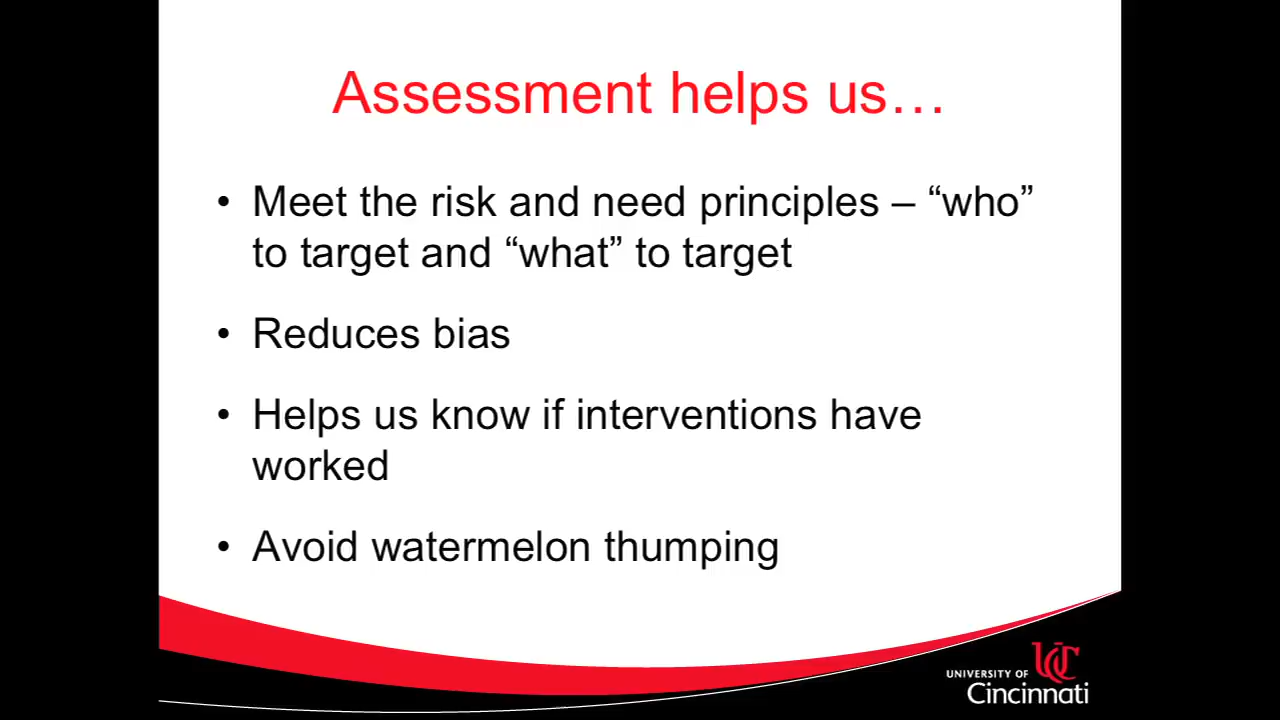 Assessment helps us…
• Meet the risk and need principles – “who”
to target and “what” to target
• Reduces bias
• Helps us know if interventions have
worked
• Avoid watermelon thumping
UC
UNIVERSITY OF
Cincinnati